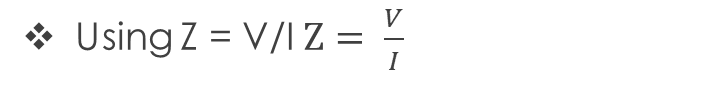 ❖ Using Z = V/I Z = V/I